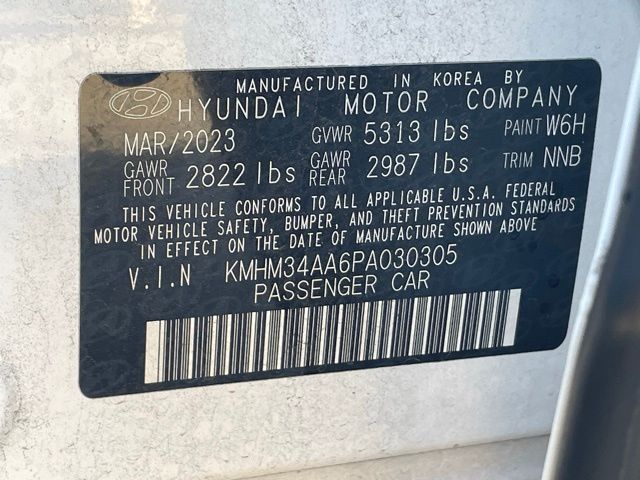 MANUFACTURED IN KOREA BY
HYUNDAI MOTOR COMPANY
MAR/2023 GVWR 5313 lbs PAINT W6H
GAWR FRONT 2822 lbs GAWR REAR 2987 lbs TRIM NNB
THIS VEHICLE CONFORMS TO ALL APPLICABLE U.S.A. FEDERAL
MOTOR VEHICLE SAFETY, BUMPER, AND THEFT PREVENTION STANDARDS
IN EFFECT ON THE DATE OF MANUFACTURE SHOWN ABOVE
V.I.N KMHM34AA6PA030305
PASSENGER CAR